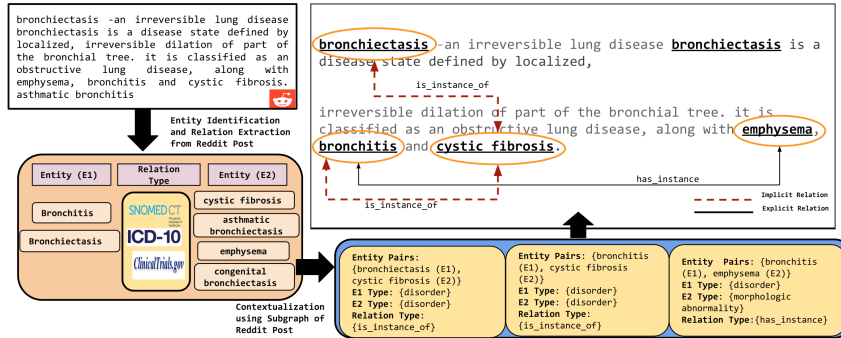 bronchiectasis -an irreversible lung disease
bronchiectasis is a disease state defined by
localized, irreversible dilation of part of
the bronchial tree. it is classified as an
obstructive lung disease, along with
emphysema, bronchitis and cystic fibrosis.
asthmatic bronchitis
Entity Identification
and Relation Extraction
from Reddit Post
Entity (E1)
Relation
Type
Entity (E2)
Bronchitis
Bronchiectasis
SNOMED CT
ICD-10
ClinicalTrials.gov
cystic fibrosis
asthmatic
bronchiectasis
emphysema
congenital
bronchiectasis
Contextualization
using Subgraph of
Reddit Post
Entity Pairs:
{bronchiectasis (E1),
cystic fibrosis (E2)}
E1 Type: {disorder}
E2 Type: {disorder}
Relation Type:
{is_instance_of}
Entity Pairs: {bronchitis
(E1), cystic fibrosis
(E2)}
E1 Type: {disorder}
E2 Type: {disorder}
Relation Type:
{is_instance_of}
Entity Pairs: {bronchitis
(E1), emphysema (E2)}
E1 Type: {disorder}
E2 Type: {morphologic
abnormality}
Relation Type:{has_instance}
bronchiectasis -an irreversible lung disease bronchiectasis is a
disease state defined by localized,
is_instance_of
irreversible dilation of part of the bronchial tree. it is
classified as an obstructive lung disease, along with emphysema,
bronchitis and cystic fibrosis.
has_instance
is_instance_of
Implicit Relation
Explicit Relation